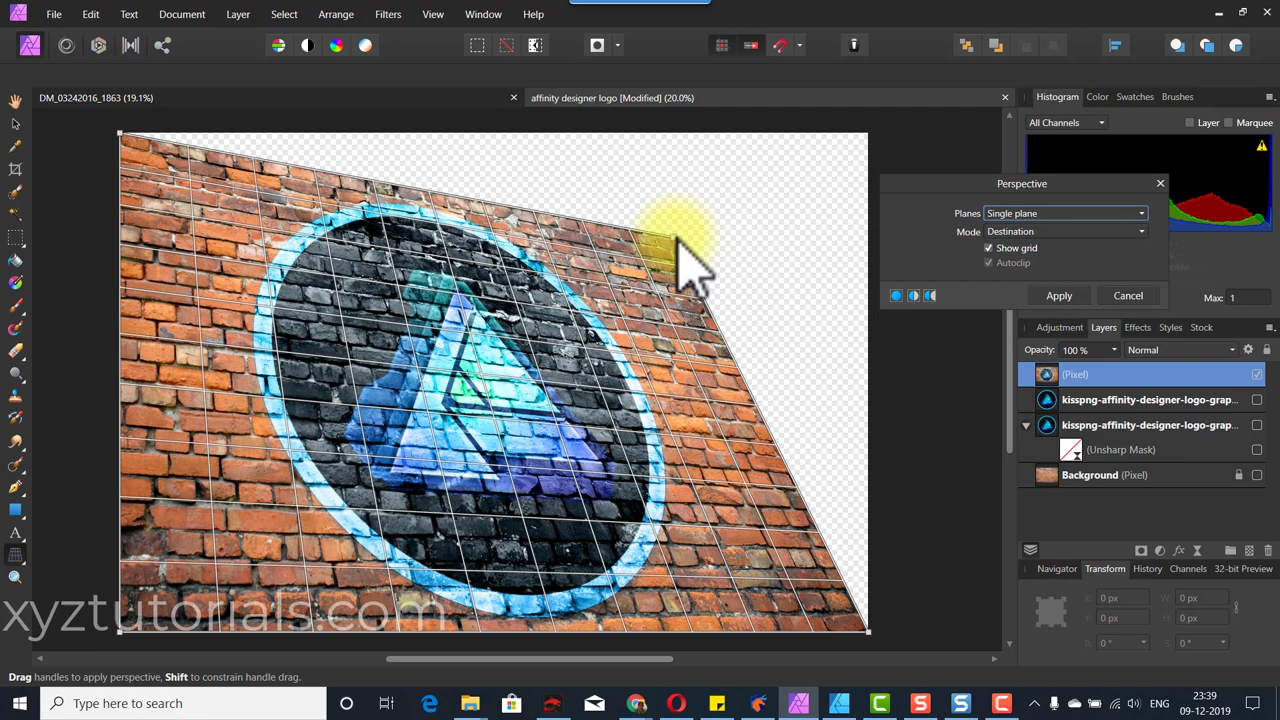 File Edit Text Document Layer Select Arrange Filters View Window Help
DM_03242016_1863 (19.1%)
affinity designer logo [Modified] (20.0%)
Histogram Color Swatches Brushes
All Channels Layer Marquee
Perspective
Planes Single plane
Mode Destination
Show grid
Autoclip
Apply Cancel
Max: 1
Adjustment Layers Effects Styles Stock
Opacity: 100 % Normal
(Pixel)
kisspng-affinity-designer-logo-grap...
kisspng-affinity-designer-logo-grap...
(Unsharp Mask)
Background (Pixel)
Navigator Transform History Channels 32-bit Preview
X: 0 px W: 0 px
Y: 0 px H: 0 px
R: 0 ° S: 0 °
xyztutorials.com
Drag handles to apply perspective, Shift to constrain handle drag.
Type here to search
23:39
09-12-2019